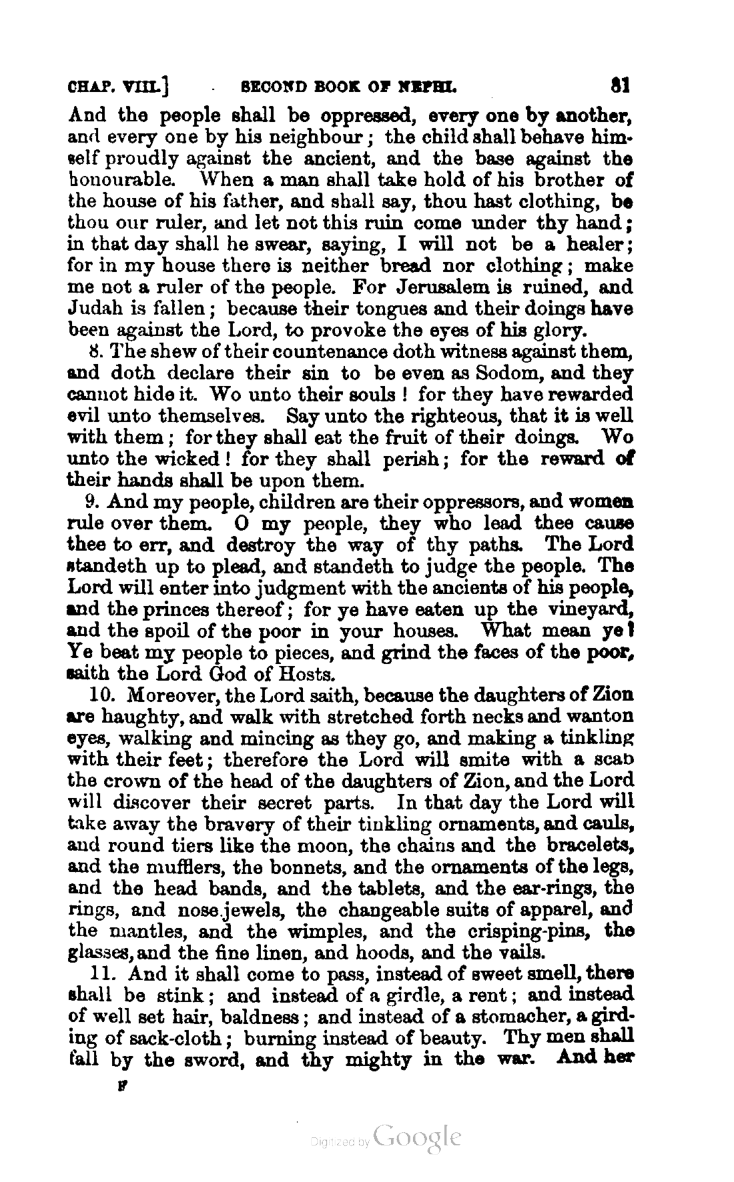 CHAP. VIII.] SECOND BOOK OF NEPHI. 81
And the people shall be oppressed, every one by another,
and every one by his neighbour; the child shall behave him-
self proudly against the ancient, and the base against the
honourable. When a man shall take hold of his brother of
the house of his father, and shall say, thou hast clothing, be
thou our ruler, and let not this ruin come under thy hand;
in that day shall he swear, saying, I will not be a healer;
for in my house there is neither bread nor clothing; make
me not a ruler of the people. For Jerusalem is ruined, and
Judah is fallen; because their tongues and their doings have
been against the Lord, to provoke the eyes of his glory.
8. The shew of their countenance doth witness against them,
and doth declare their sin to be even as Sodom, and they
cannot hide it. Wo unto their souls! for they have rewarded
evil unto themselves. Say unto the righteous, that it is well
with them; for they shall eat the fruit of their doings. Wo
unto the wicked! for they shall perish; for the reward of
their hands shall be upon them.
9. And my people, children are their oppressors, and women
rule over them. O my people, they who lead thee cause
thee to err, and destroy the way of thy paths. The Lord
standeth up to plead, and standeth to judge the people. The
Lord will enter into judgment with the ancients of his people,
and the princes thereof; for ye have eaten up the vineyard,
and the spoil of the poor in your houses. What mean ye?
Ye beat my people to pieces, and grind the faces of the poor,
saith the Lord God of Hosts.
10. Moreover, the Lord saith, because the daughters of Zion
are haughty, and walk with stretched forth necks and wanton
eyes, walking and mincing as they go, and making a tinkling
with their feet; therefore the Lord will smite with a scab
the crown of the head of the daughters of Zion, and the Lord
will discover their secret parts. In that day the Lord will
take away the bravery of their tinkling ornaments, and cauls,
and round tiers like the moon, the chains and the bracelets,
and the mufflers, the bonnets, and the ornaments of the legs,
and the head bands, and the tablets, and the ear-rings, the
rings, and nose jewels, the changeable suits of apparel, and
the mantles, and the wimples, and the crisping-pins, the
glasses, and the fine linen, and hoods, and the vails.
11. And it shall come to pass, instead of sweet smell, there
shall be stink; and instead of a girdle, a rent; and instead
of well set hair, baldness; and instead of a stomacher, a gird-
ing of sack-cloth; burning instead of beauty. Thy men shall
fall by the sword, and thy mighty in the war. And her
F
Digitized by Google